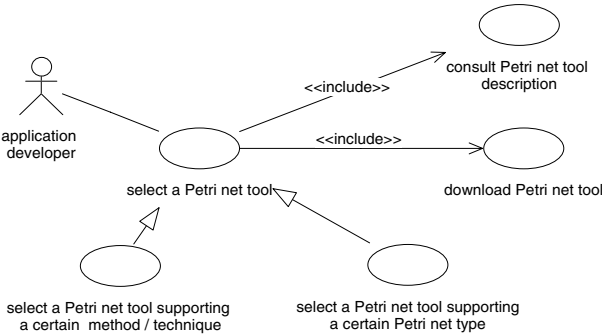 consult Petri net tool
description
<<include>>
application
developer
<<include>>
select a Petri net tool
download Petri net tool
select a Petri net tool supporting
a certain method / technique
select a Petri net tool supporting
a certain Petri net type